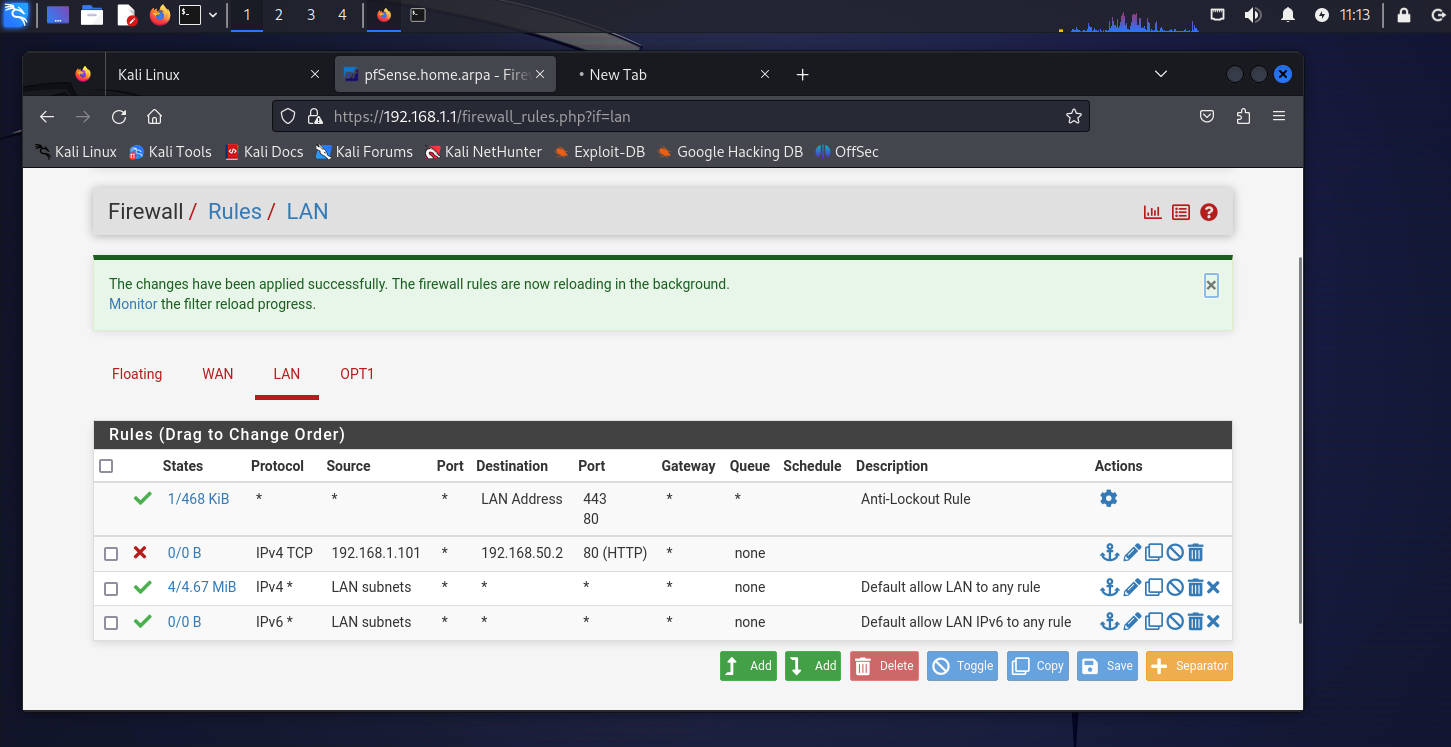 1 2 3 4 11:13
Kali Linux pfSense.home.arpa - Fire New Tab
https://192.168.1.1/firewall_rules.php?if=lan
Kali Linux Kali Tools Kali Docs Kali Forums Kali NetHunter Exploit-DB Google Hacking DB OffSec
Firewall / Rules / LAN
The changes have been applied successfully. The firewall rules are now reloading in the background.
Monitor the filter reload progress.
Floating WAN LAN OPT1
Rules (Drag to Change Order)
States Protocol Source Port Destination Port Gateway Queue Schedule Description Actions
1/468 KiB * * * LAN Address 443 * * Anti-Lockout Rule
80
0/0 B IPv4 TCP 192.168.1.101 * 192.168.50.2 80 (HTTP) * none
4/4.67 MiB IPv4 * LAN subnets * * * * none Default allow LAN to any rule
0/0 B IPv6 * LAN subnets * * * * none Default allow LAN IPv6 to any rule
Add Add Delete Toggle Copy Save Separator